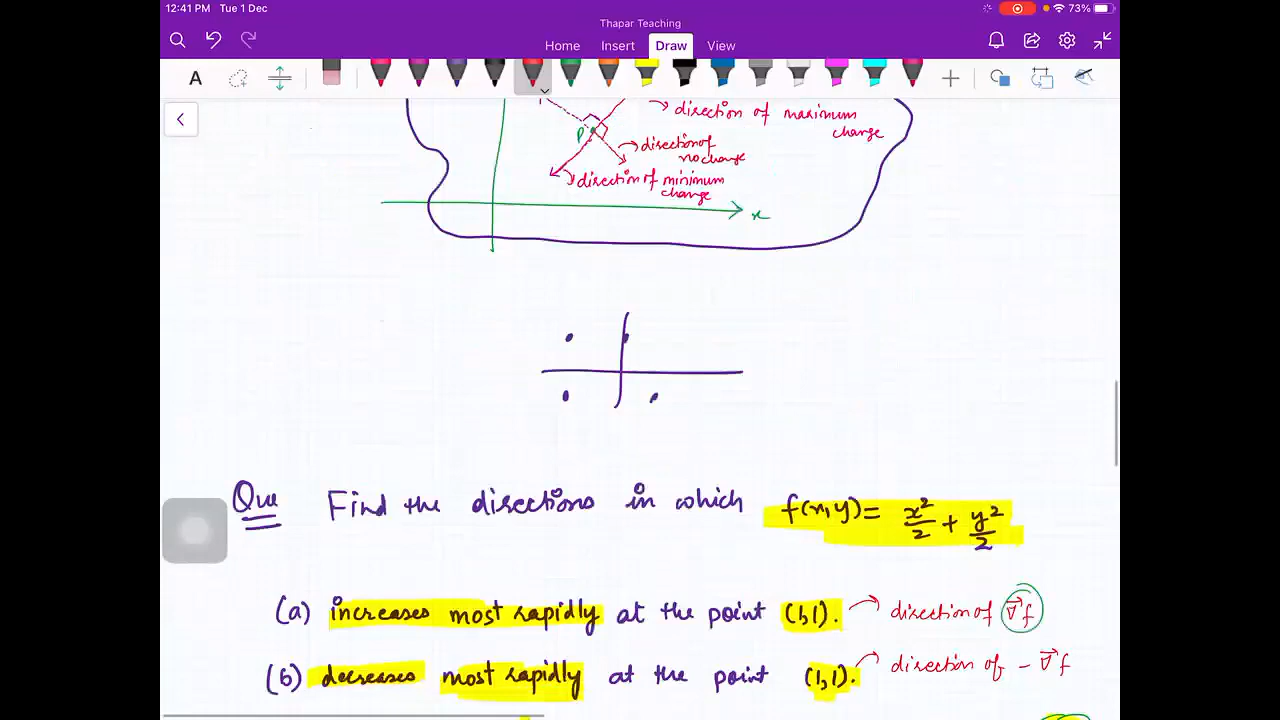 12:41 PM Tue 1 Dec
73%
Thapar Teaching
Home Insert Draw View
A
direction of maximum
change
P
direction of
no change
direction of minimum
change
x
Que Find the directions in which f(x,y) = x²/2 + y²/2
(a) increases most rapidly at the point (1,1). → direction of ∇⃗f
(b) decreases most rapidly at the point (1,1). → direction of - ∇⃗f